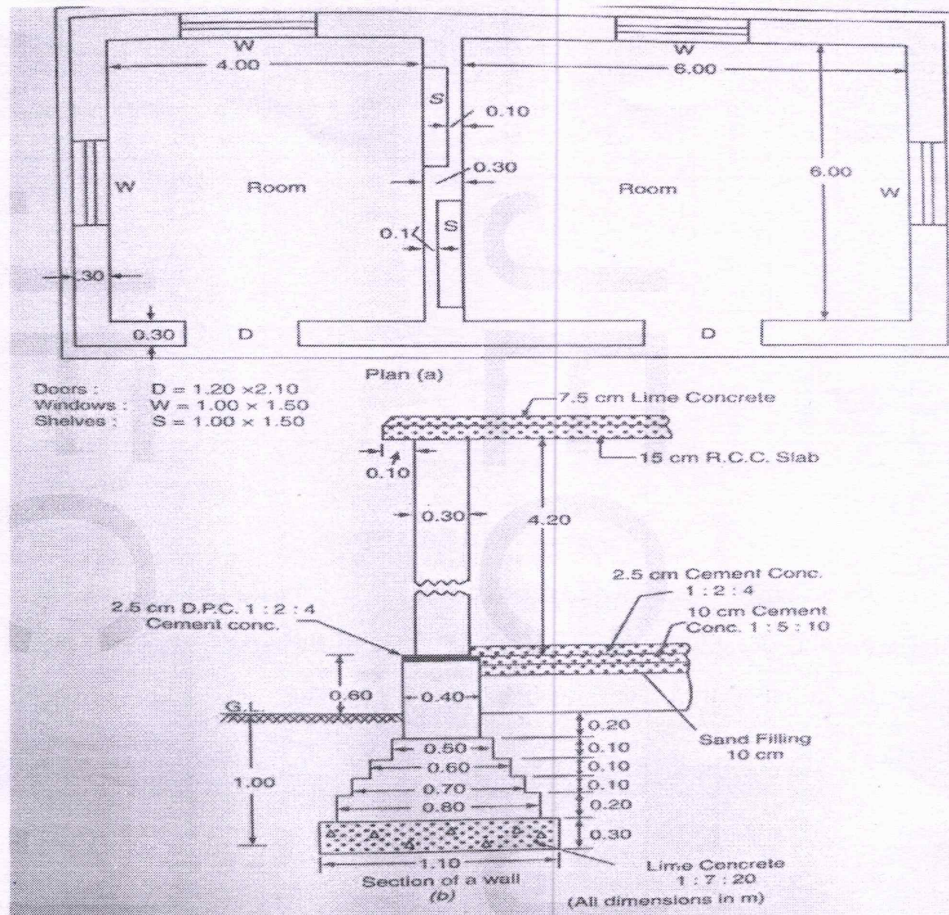 W
4.00
W
6.00
S
0.10
0.30
W
Room
Room
6.00
W
0.1
S
.30
0.30
D
D
Plan (a)
Doors : D = 1.20 ×2.10
Windows : W = 1.00 × 1.50
Shelves : S = 1.00 × 1.50
7.5 cm Lime Concrete
15 cm R.C.C. Slab
0.10
0.30
4.20
2.5 cm Cement Conc.
1 : 2 : 4
2.5 cm D.P.C. 1 : 2 : 4
Cement conc.
10 cm Cement
Conc. 1 : 5 : 10
0.60
0.40
G.L.
Sand Filling
10 cm
0.20
0.50
0.10
1.00
0.60
0.10
0.70
0.10
0.80
0.20
0.30
1.10
Lime Concrete
1 : 7 : 20
Section of a wall
(b)
(All dimensions in m)